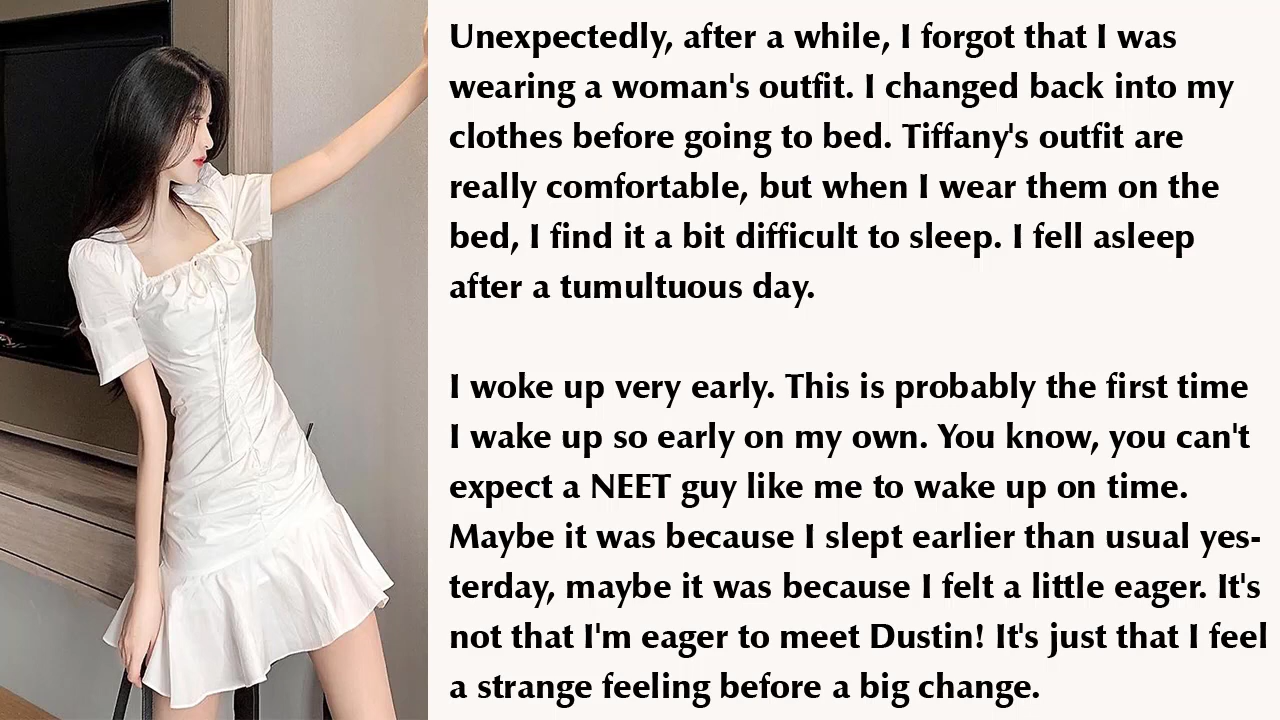 Unexpectedly, after a while, I forgot that I was
wearing a woman's outfit. I changed back into my
clothes before going to bed. Tiffany's outfit are
really comfortable, but when I wear them on the
bed, I find it a bit difficult to sleep. I fell asleep
after a tumultuous day.
I woke up very early. This is probably the first time
I wake up so early on my own. You know, you can't
expect a NEET guy like me to wake up on time.
Maybe it was because I slept earlier than usual yes-
terday, maybe it was because I felt a little eager. It's
not that I'm eager to meet Dustin! It's just that I feel
a strange feeling before a big change.